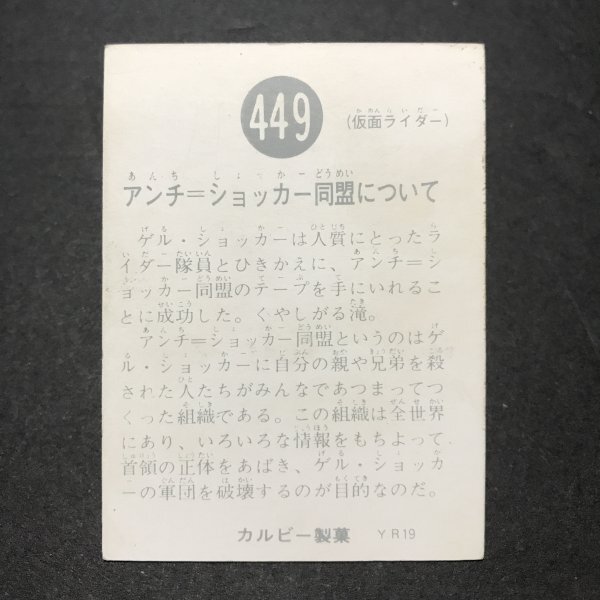 449
(仮面ライダー)
アンチ=ショッカー同盟について
ゲル・ショッカーは人質にとったラ
イダー隊員とひきかえに、アンチ=シ
ョッカー同盟のテープを手にいれるこ
とに成功した。くやしがる滝。
アンチ=ショッカー同盟というのはゲ
ル・ショッカーに自分の親や兄弟を殺
された人たちがみんなであつまってつ
くった組織である。この組織は全世界
にあり、いろいろな情報をもちよって
首領の正体をあばき、ゲル・ショッカ
ーの軍団を破壊するのが目的なのだ。
カルビー製菓 YR19